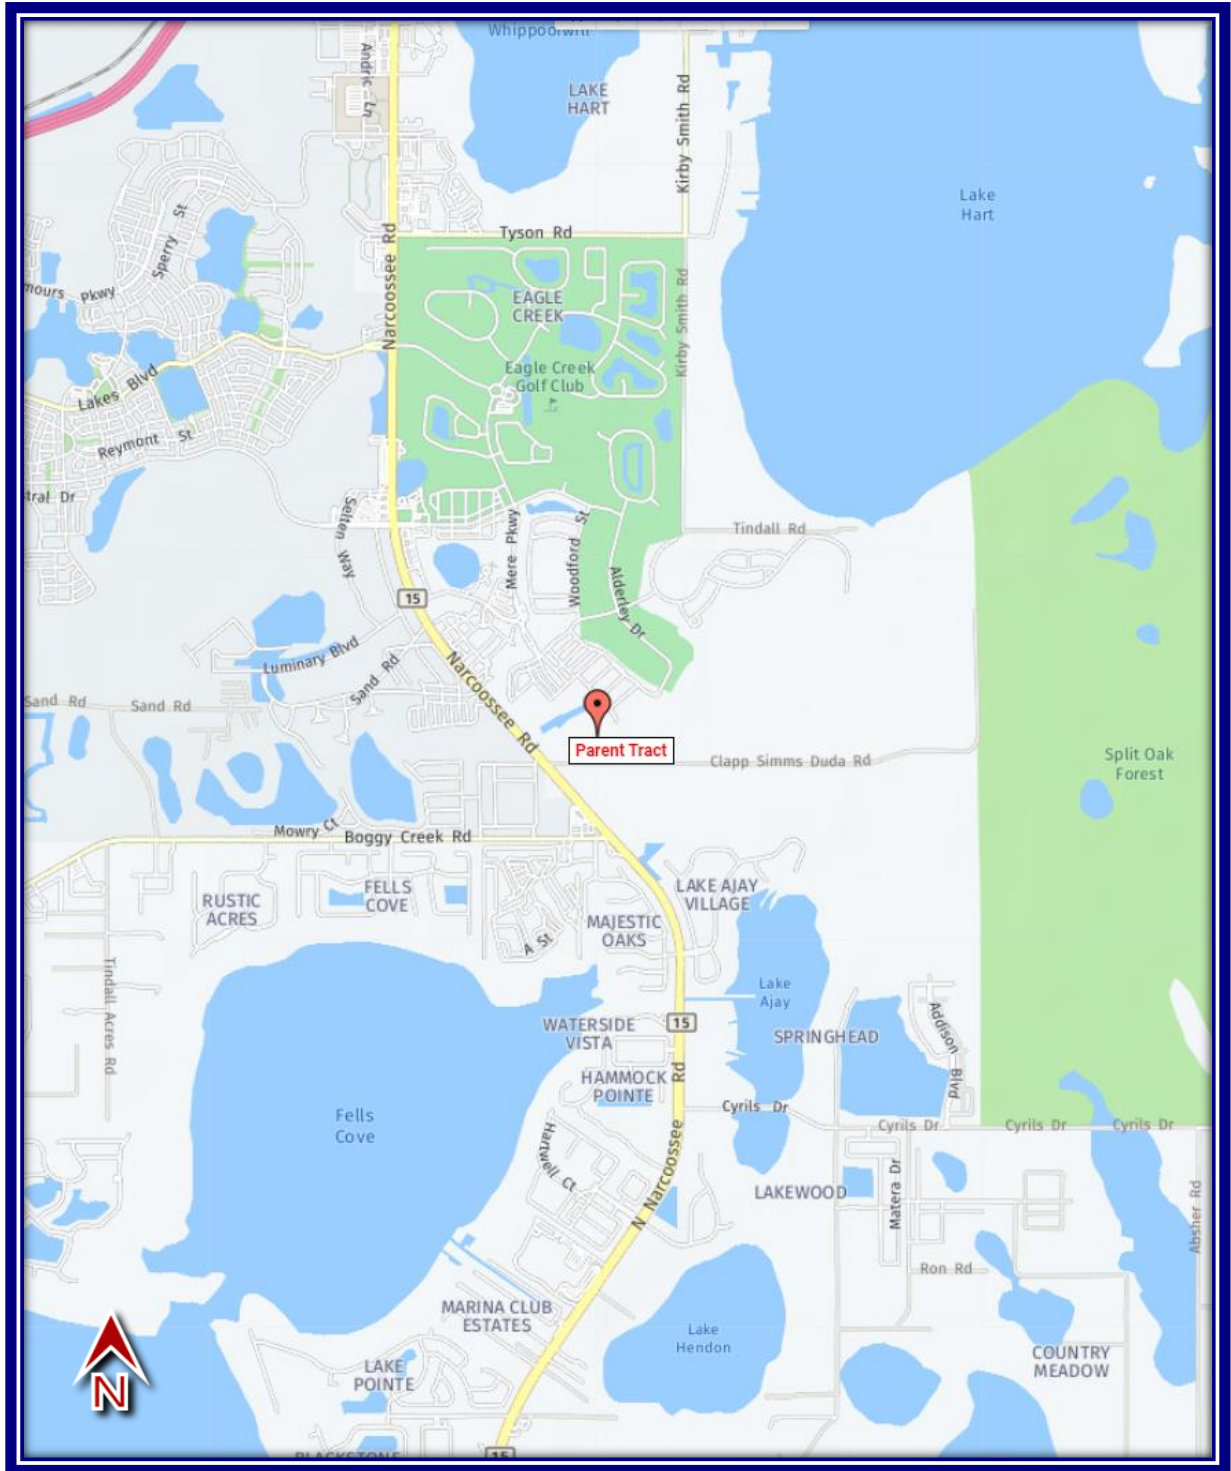 Whippoorwill
LAKE
HART
Andric Ln
Kirby Smith Rd
Lake
Hart
Sperry St
Narcoossee Rd
Tyson Rd
Kirby Smith Rd
Pkwy
EAGLE
CREEK
Eagle Creek
Golf Club
Lakes Blvd
Reymont St
Dr
Selten Way
Mere Pkwy
Woodford St
Tindall Rd
Alderley Dr
15
Luminary Blvd
Sand Rd
Narcoossee Rd
Sand Rd
Sand Rd
Parent Tract
Clapp Simms Duda Rd
Split Oak
Forest
Mowry Ct
Boggy Creek Rd
RUSTIC
ACRES
FELLS
COVE
LAKE AJAY
VILLAGE
MAJESTIC
OAKS
A St
Tindall Acres Rd
Lake
Ajay
WATERSIDE
VISTA
15
SPRINGHEAD
Addison Blvd
HAMMOCK
POINTE
Cyrils Dr
Cyrils Dr
Cyrils Dr
Cyrils Dr
Fells
Cove
Hartwell Ct
N Narcoossee Rd
LAKEWOOD
Matera Dr
Absher Rd
Ron Rd
MARINA CLUB
ESTATES
Lake
Hendon
LAKE
POINTE
COUNTRY
MEADOW
N
BLACKSTONE
15